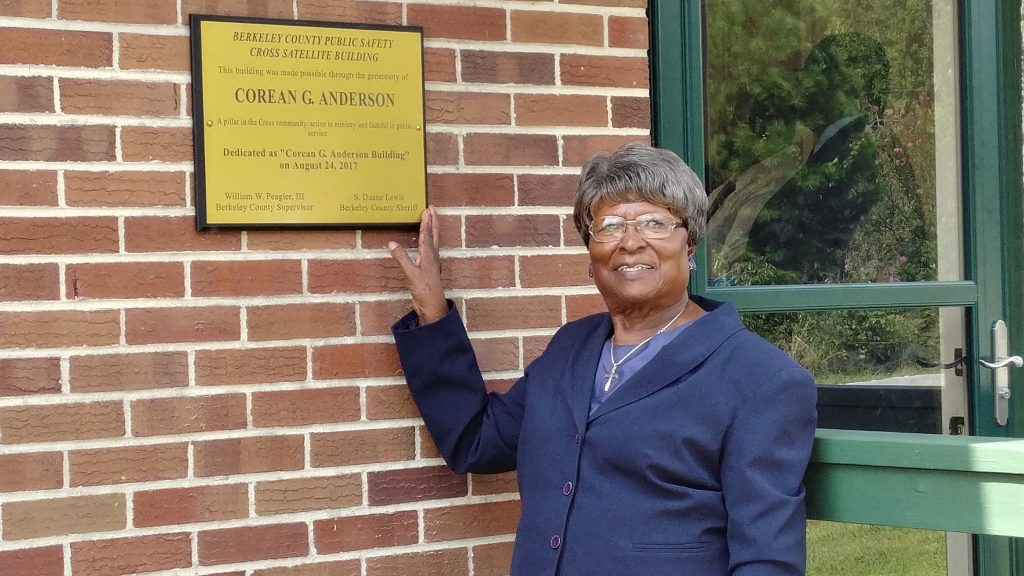 BERKELEY COUNTY PUBLIC SAFETY
CROSS SATELLITE BUILDING
This building was made possible through the generosity of
COREAN G. ANDERSON
A pillar in the Cross community, active in ministry and faithful in public
service.
Dedicated as "Corean G. Anderson Building"
on August 24, 2017
William W. Peagler, III
Berkeley County Supervisor
S. Duane Lewis
Berkeley County Sheriff